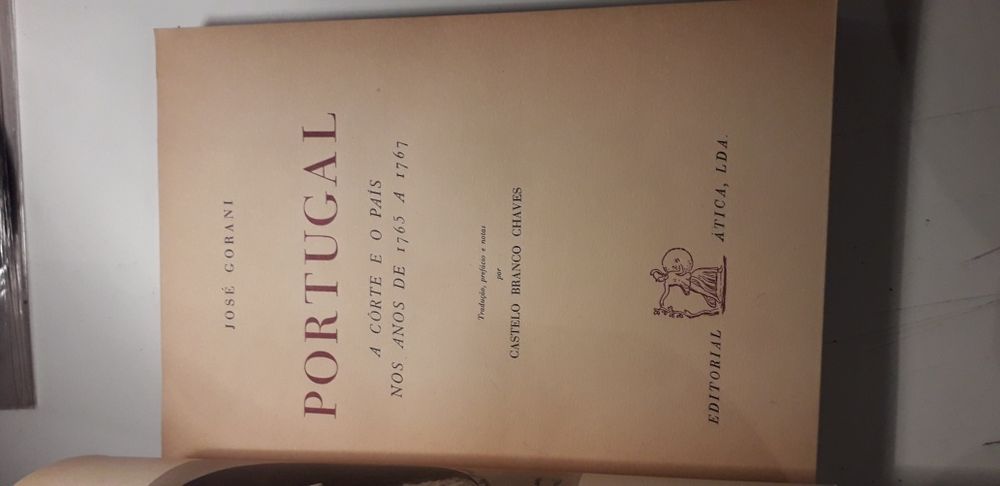 JOSÉ GORANI
PORTUGAL
A CÔRTE E O PAÍS
NOS ANOS DE 1765 A 1767
Tradução, prefácio e notas
por
CASTELO BRANCO CHAVES
EDITORIAL ÁTICA, LDA.